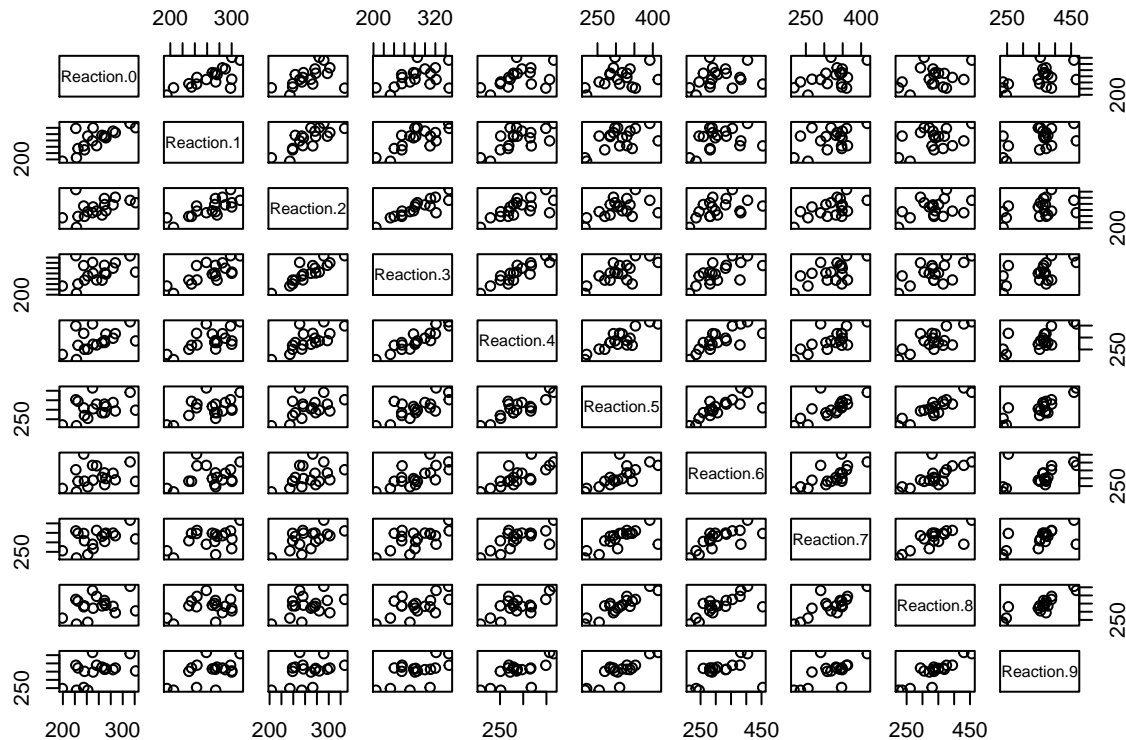 200 320 250 400 250 400 250 450
Reaction.0 200
200 Reaction.1
Reaction.2 200
200 Reaction.3
Reaction.4 250
250 Reaction.5
Reaction.6 250
250 Reaction.7
Reaction.8 250
250 Reaction.9
200 300 200 300 250 250 450 250 450